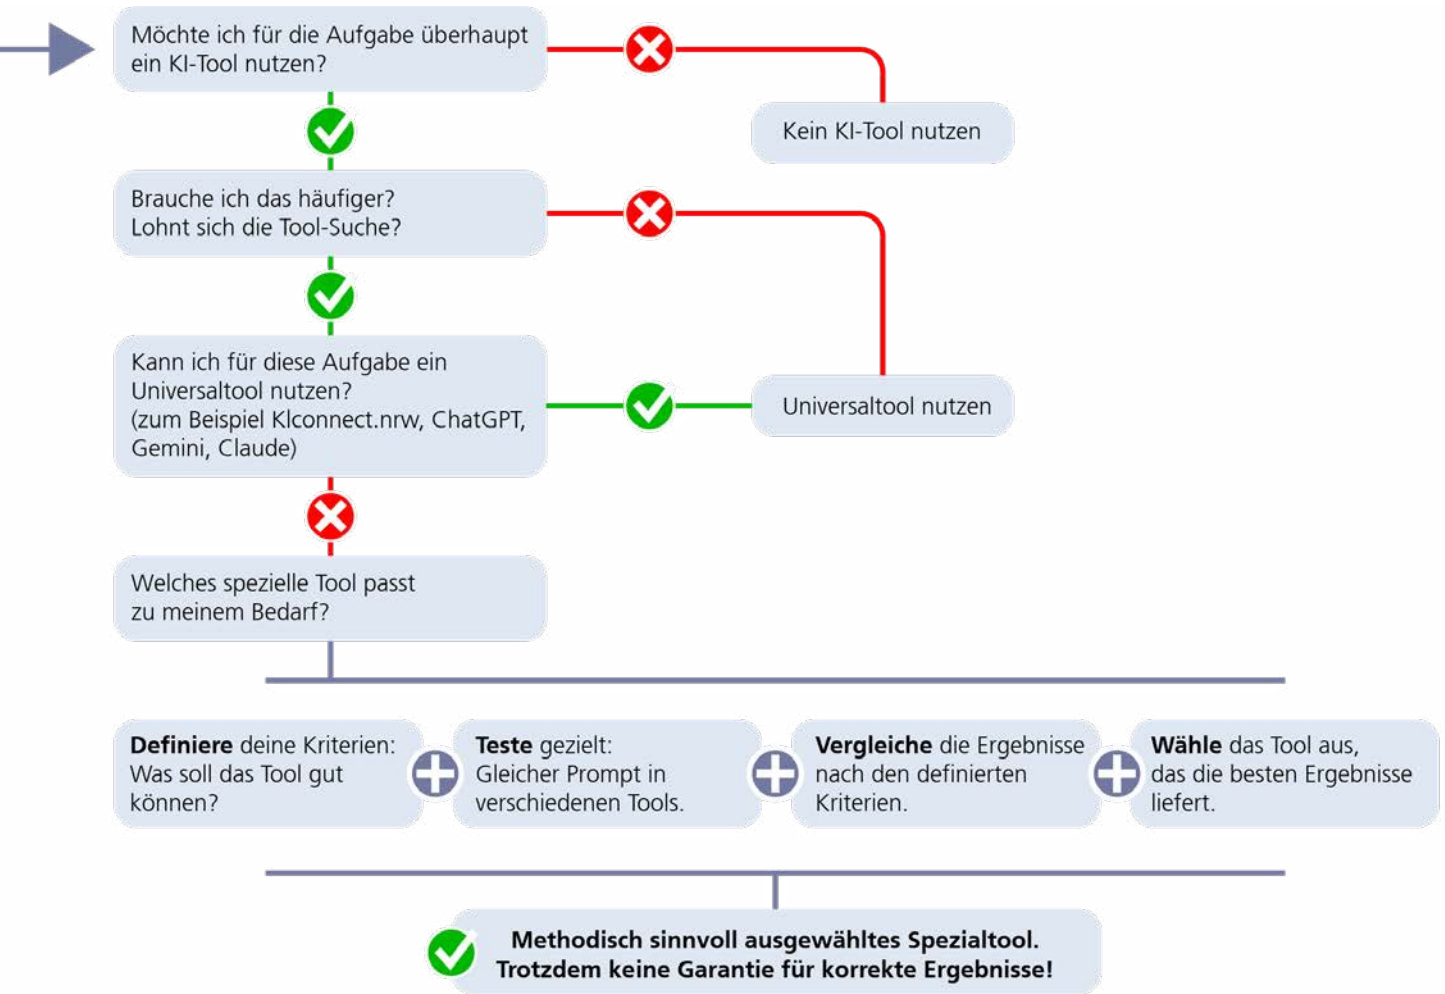 Möchte ich für die Aufgabe überhaupt
ein KI-Tool nutzen?
Kein KI-Tool nutzen
Brauche ich das häufiger?
Lohnt sich die Tool-Suche?
Kann ich für diese Aufgabe ein
Universaltool nutzen?
(zum Beispiel KIconnect.nrw, ChatGPT,
Gemini, Claude)
Universaltool nutzen
Welches spezielle Tool passt
zu meinem Bedarf?
Definiere deine Kriterien:
Was soll das Tool gut
können?
Teste gezielt:
Gleicher Prompt in
verschiedenen Tools.
Vergleiche die Ergebnisse
nach den definierten
Kriterien.
Wähle das Tool aus,
das die besten Ergebnisse
liefert.
Methodisch sinnvoll ausgewähltes Spezialtool.
Trotzdem keine Garantie für korrekte Ergebnisse!